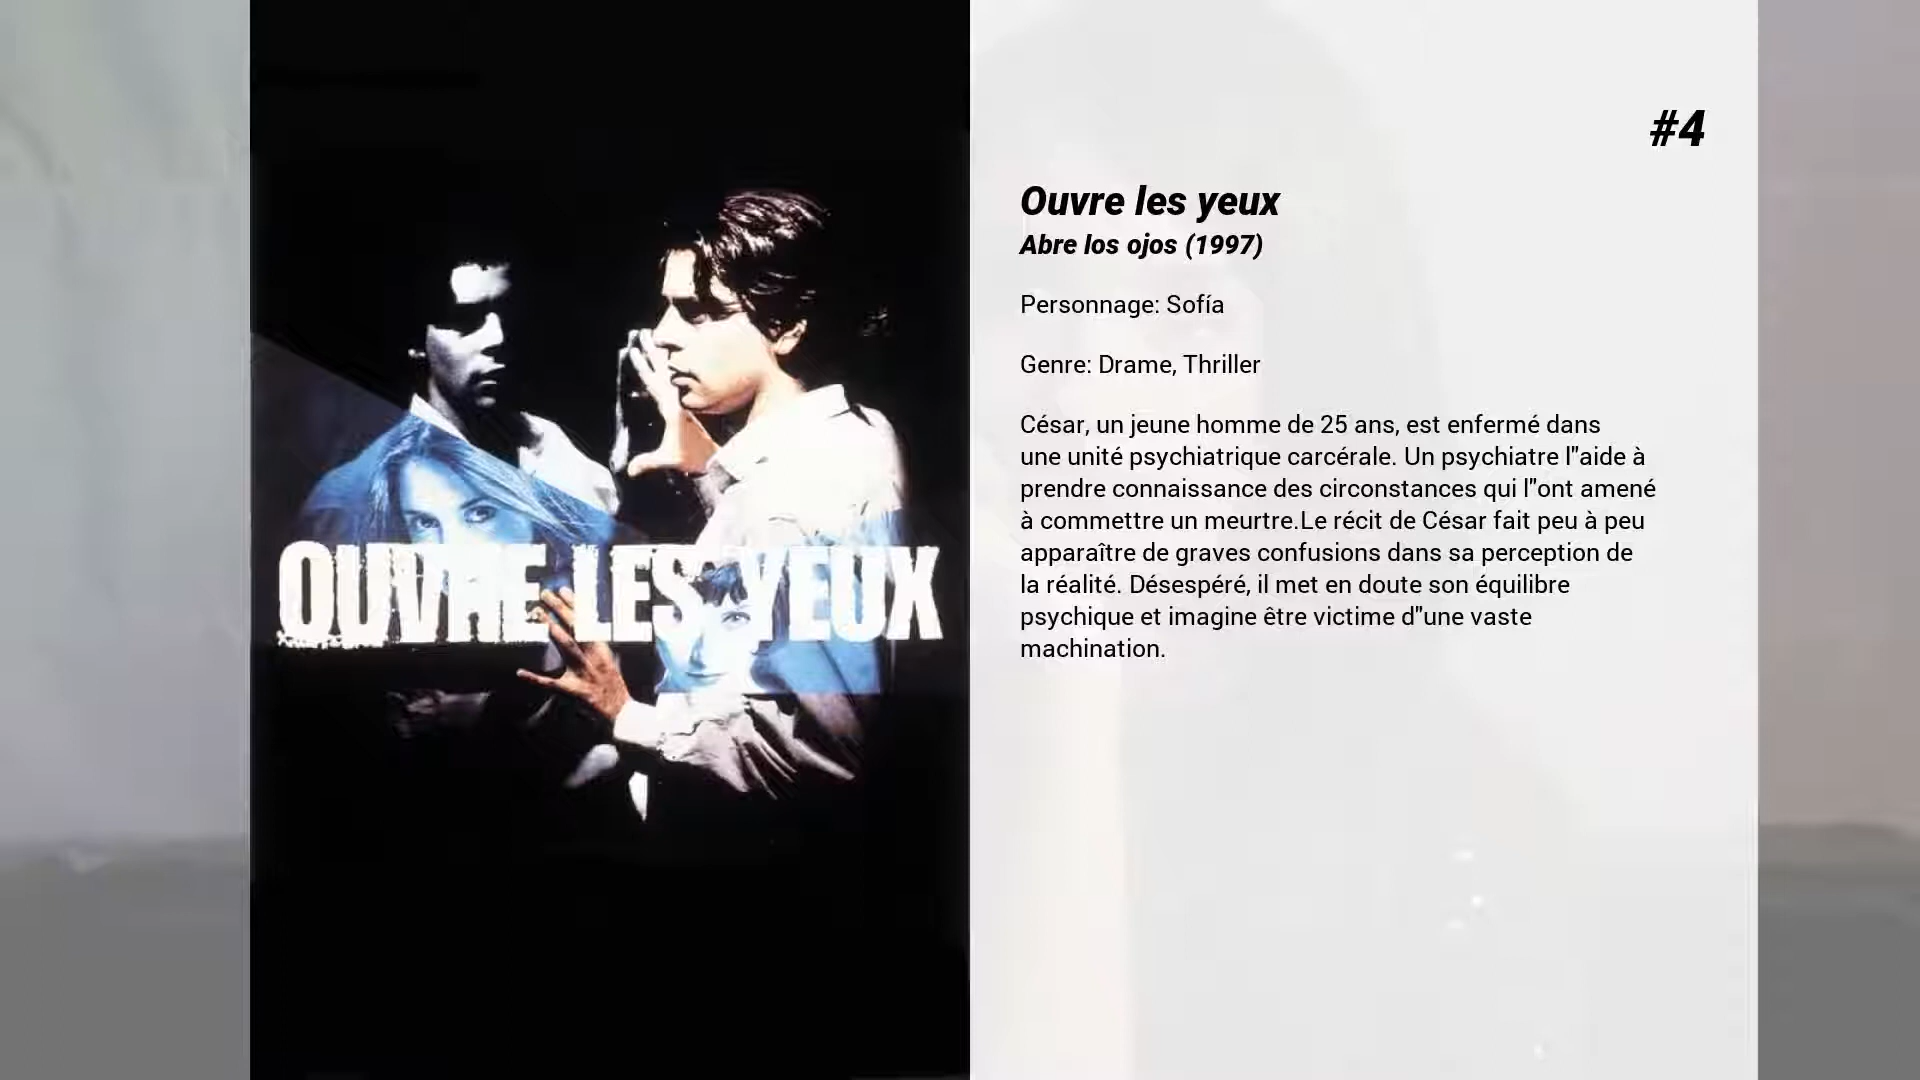 OUVRE LES YEUX
#4
Ouvre les yeux
Abre los ojos (1997)
Personnage: Sofía
Genre: Drame, Thriller
César, un jeune homme de 25 ans, est enfermé dans
une unité psychiatrique carcérale. Un psychiatre l"aide à
prendre connaissance des circonstances qui l"ont amené
à commettre un meurtre.Le récit de César fait peu à peu
apparaître de graves confusions dans sa perception de
la réalité. Désespéré, il met en doute son équilibre
psychique et imagine être victime d"une vaste
machination.